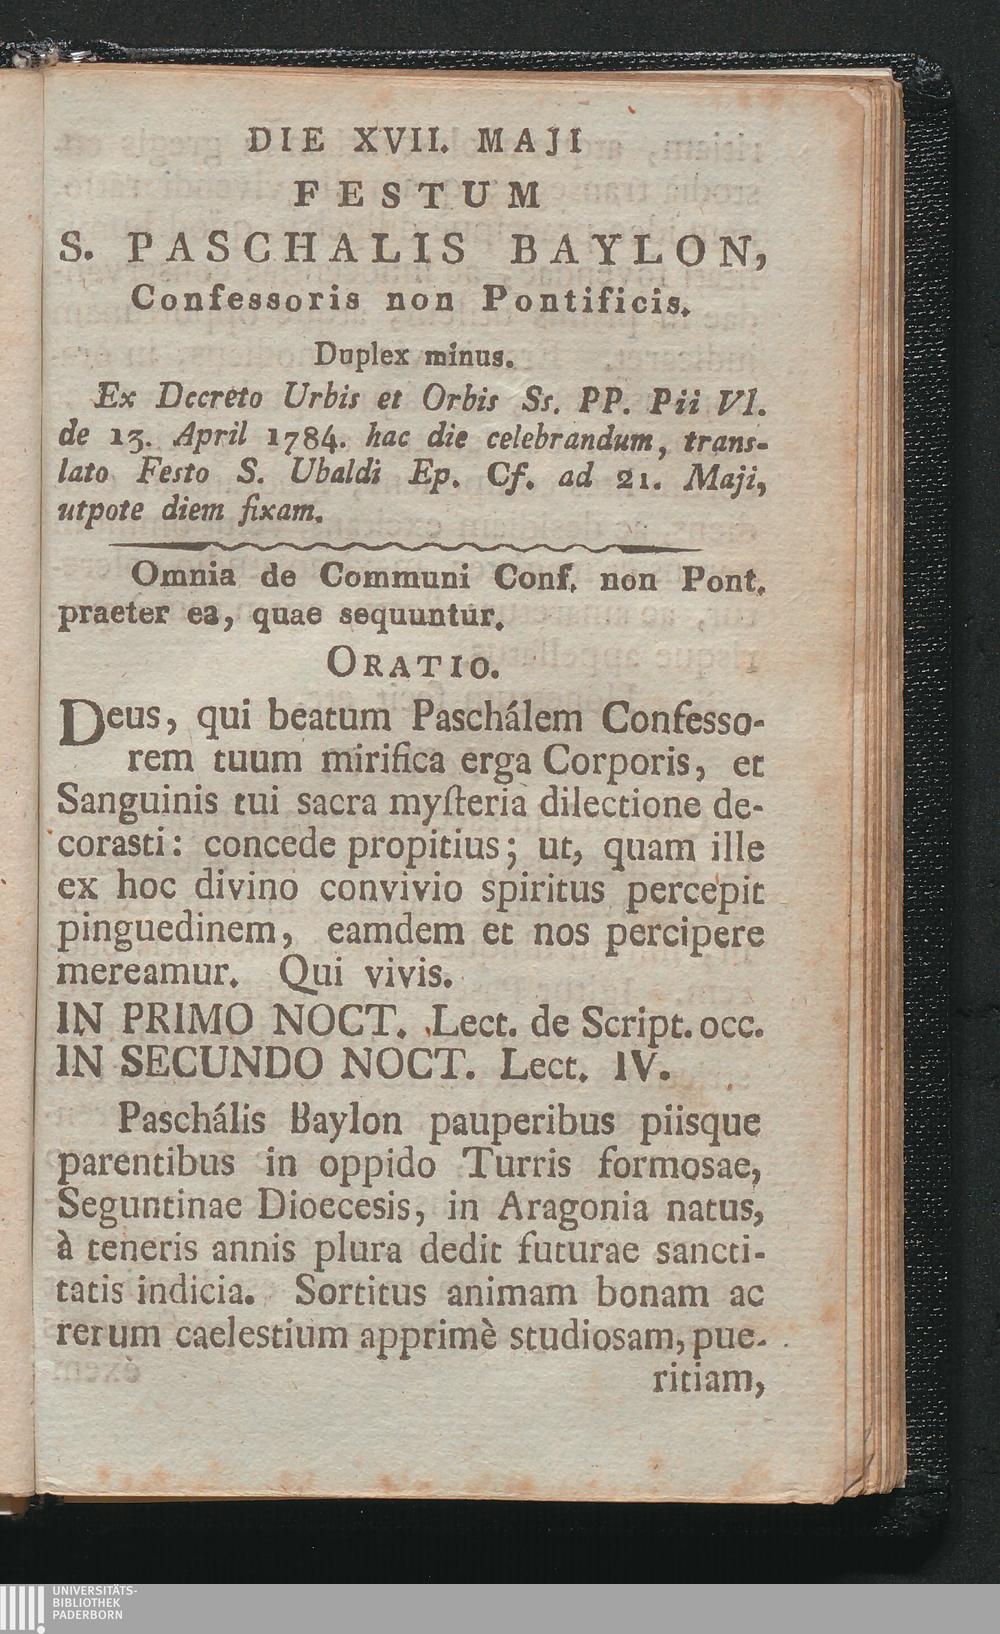 DIE XVII. MAJI
FESTUM
S. PASCHALIS BAYLON,
Confessoris non Pontificis.
Duplex minus.
Ex Decreto Urbis et Orbis Ss. PP. Pii VI.
de 13. April 1784. hac die celebrandum, trans-
lato Festo S. Ubaldi Ep. Cf. ad 21. Maji,
utpote diem fixam.
Omnia de Communi Conf. non Pont.
praeter ea, quae sequuntur.
ORATIO.
Deus, qui beatum Paschálem Confesso-
rem tuum mirifica erga Corporis, et
Sanguinis tui sacra myſteria dilectione de-
corasti: concede propitius; ut, quam ille
ex hoc divino convivio spiritus percepit
pinguedinem, eamdem et nos percipere
mereamur. Qui vivis.
IN PRIMO NOCT. Lect. de Script. occ.
IN SECUNDO NOCT. Lect. IV.
Paschális Baylon pauperibus piisque
parentibus in oppido Turris formosae,
Seguntinae Dioecesis, in Aragonia natus,
à teneris annis plura dedit futurae sancti-
tatis indicia. Sortitus animam bonam ac
rerum caelestium apprimè studiosam, pue-
ritiam,
UNIVERSITÄTS-
BIBLIOTHEK
PADERBORN